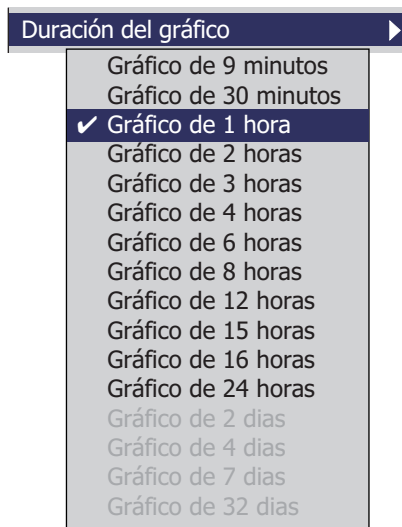 Duración del gráfico
Gráfico de 9 minutos
Gráfico de 30 minutos
✔ Gráfico de 1 hora
Gráfico de 2 horas
Gráfico de 3 horas
Gráfico de 4 horas
Gráfico de 6 horas
Gráfico de 8 horas
Gráfico de 12 horas
Gráfico de 15 horas
Gráfico de 16 horas
Gráfico de 24 horas
Gráfico de 2 dias
Gráfico de 4 dias
Gráfico de 7 dias
Gráfico de 32 dias